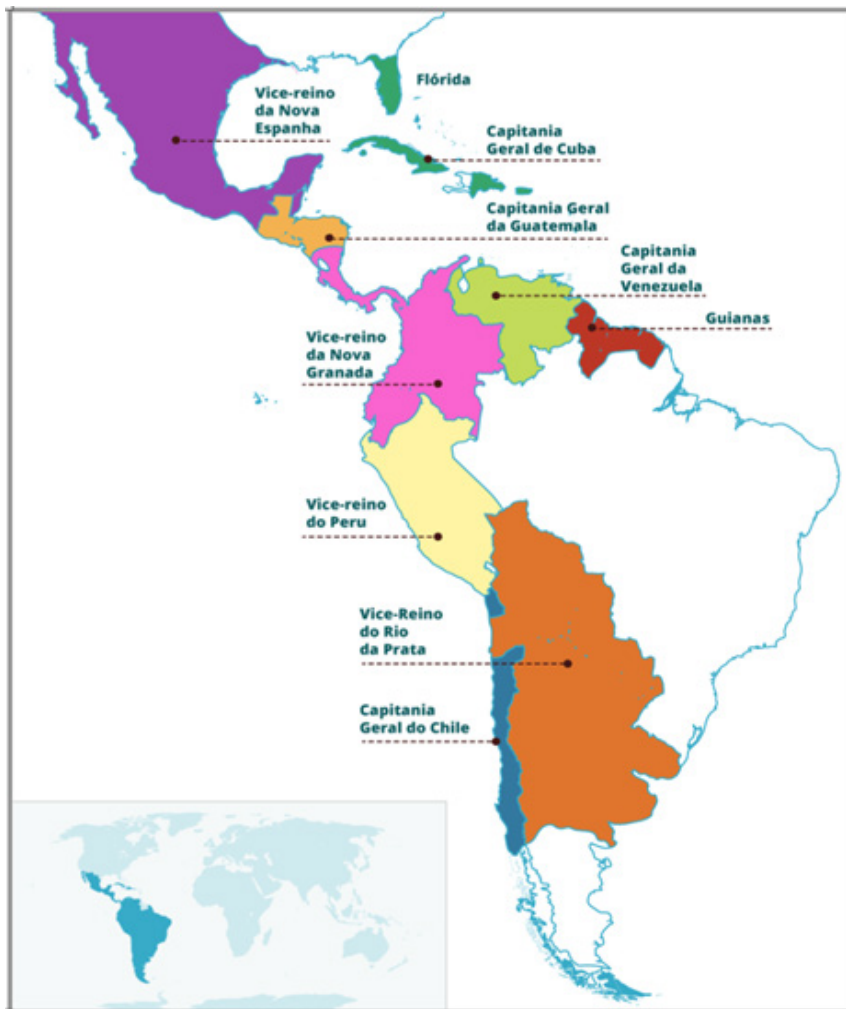 Flórida
Vice-reino
da Nova
Espanha
Capitania
Geral de Cuba
Capitania Geral
da Guatemala
Capitania
Geral da
Venezuela
Guianas
Vice-reino
da Nova
Granada
Vice-reino
do Peru
Vice-Reino
do Rio
da Prata
Capitania
Geral do Chile